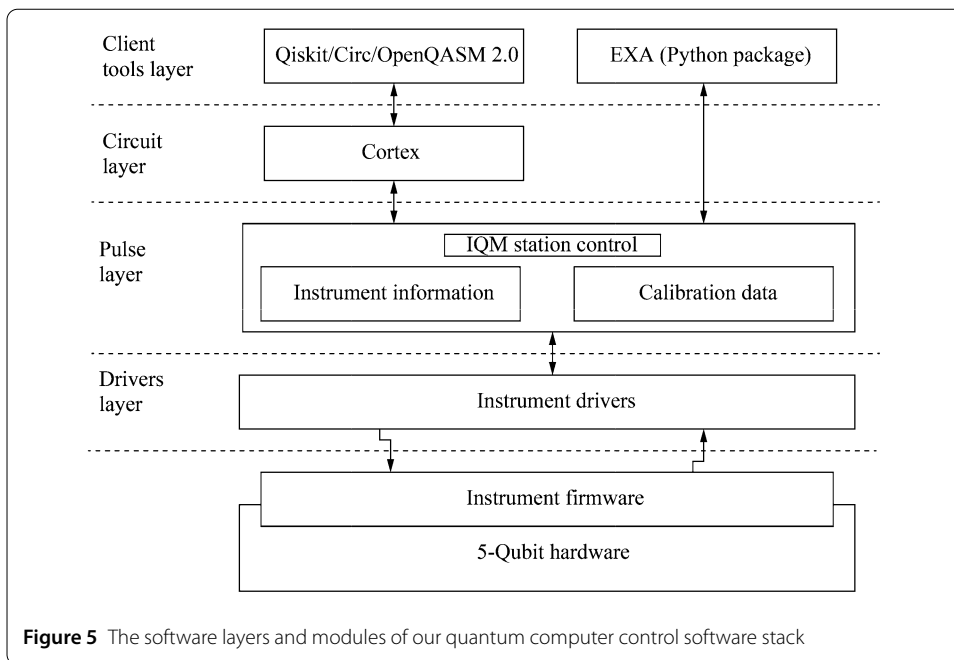 Client
tools layer
Qiskit/Circ/OpenQASM 2.0
EXA (Python package)
Circuit
layer
Cortex
Pulse
layer
IQM station control
Instrument information
Calibration data
Drivers
layer
Instrument drivers
Instrument firmware
5-Qubit hardware
Figure 5 The software layers and modules of our quantum computer control software stack